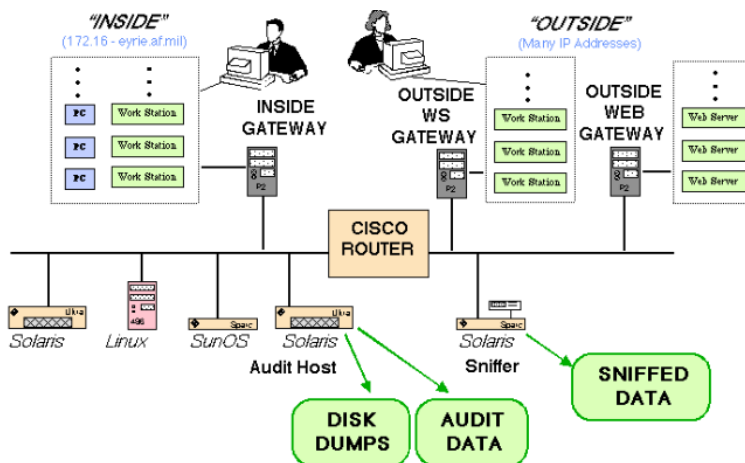 "INSIDE"
(172.16 - eyrie.af.mil)
"OUTSIDE"
(Many IP Addresses)
PC
Work Station
PC
Work Station
PC
Work Station
INSIDE
GATEWAY
P2
OUTSIDE
WS
GATEWAY
P2
Work Station
Work Station
Work Station
OUTSIDE
WEB
GATEWAY
P2
Web Server
Web Server
Web Server
CISCO
ROUTER
Ultra
Solaris
486
Linux
Sparc
SunOS
Ultra
Solaris
Audit Host
Sparc
Solaris
Sniffer
DISK
DUMPS
AUDIT
DATA
SNIFFED
DATA